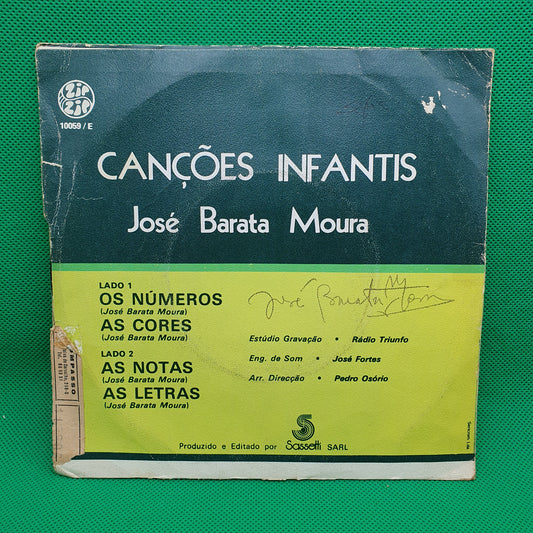 ZIP
ZIP
10059 / E
CANÇÕES INFANTIS
José Barata Moura
LADO 1
OS NÚMEROS
(José Barata Moura)
AS CORES
(José Barata Moura)
LADO 2
AS NOTAS
(José Barata Moura)
AS LETRAS
(José Barata Moura)
José Barata Moura
Estúdio Gravação • Rádio Triunfo
Eng. de Som • José Fortes
Arr. Direcção • Pedro Osório
Produzido e Editado por Sassetti SARL
MPASSO